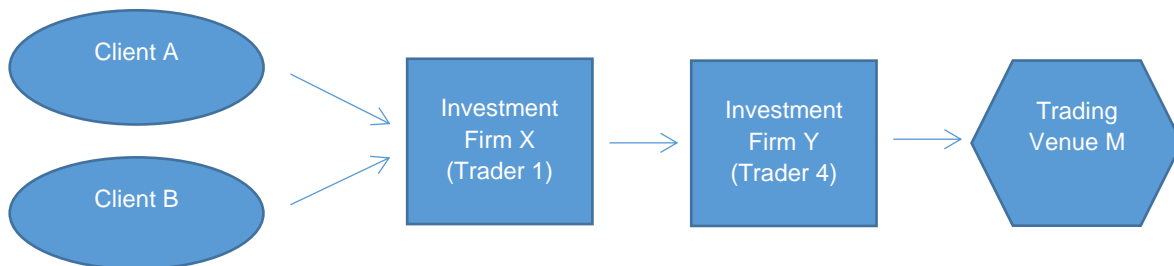 Client A
Client B
Investment
Firm X
(Trader 1)
Investment
Firm Y
(Trader 4)
Trading
Venue M